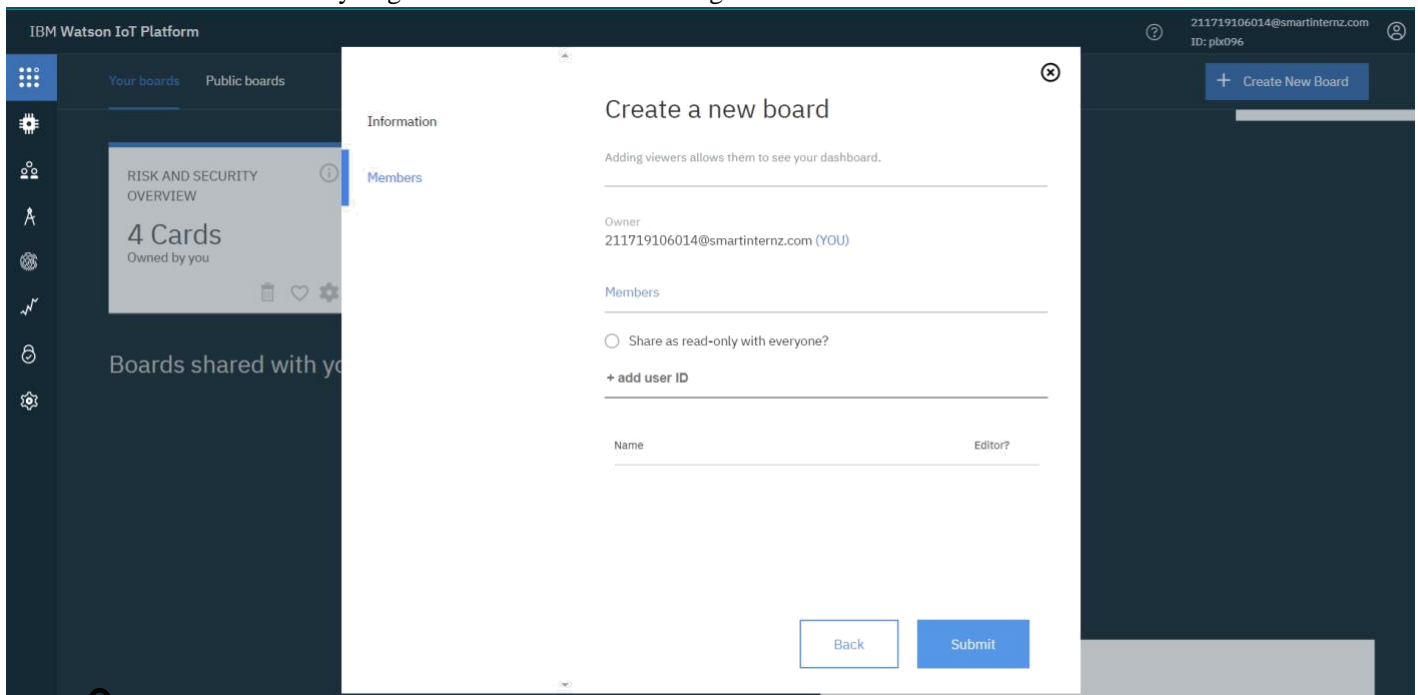 IBM Watson IoT Platform
211719106014@smartinternz.com
ID: plx096
Your boards
Public boards
+ Create New Board
RISK AND SECURITY
OVERVIEW
4 Cards
Owned by you
Boards shared with yo
Information
Members
Create a new board
Adding viewers allows them to see your dashboard.
Owner
211719106014@smartinternz.com (YOU)
Members
Share as read-only with everyone?
+ add user ID
Name
Editor?
Back
Submit